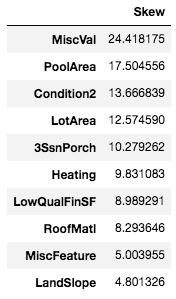 Skew
MiscVal 24.418175
PoolArea 17.504556
Condition2 13.666839
LotArea 12.574590
3SsnPorch 10.279262
Heating 9.831083
LowQualFinSF 8.989291
RoofMatl 8.293646
MiscFeature 5.003955
LandSlope 4.801326